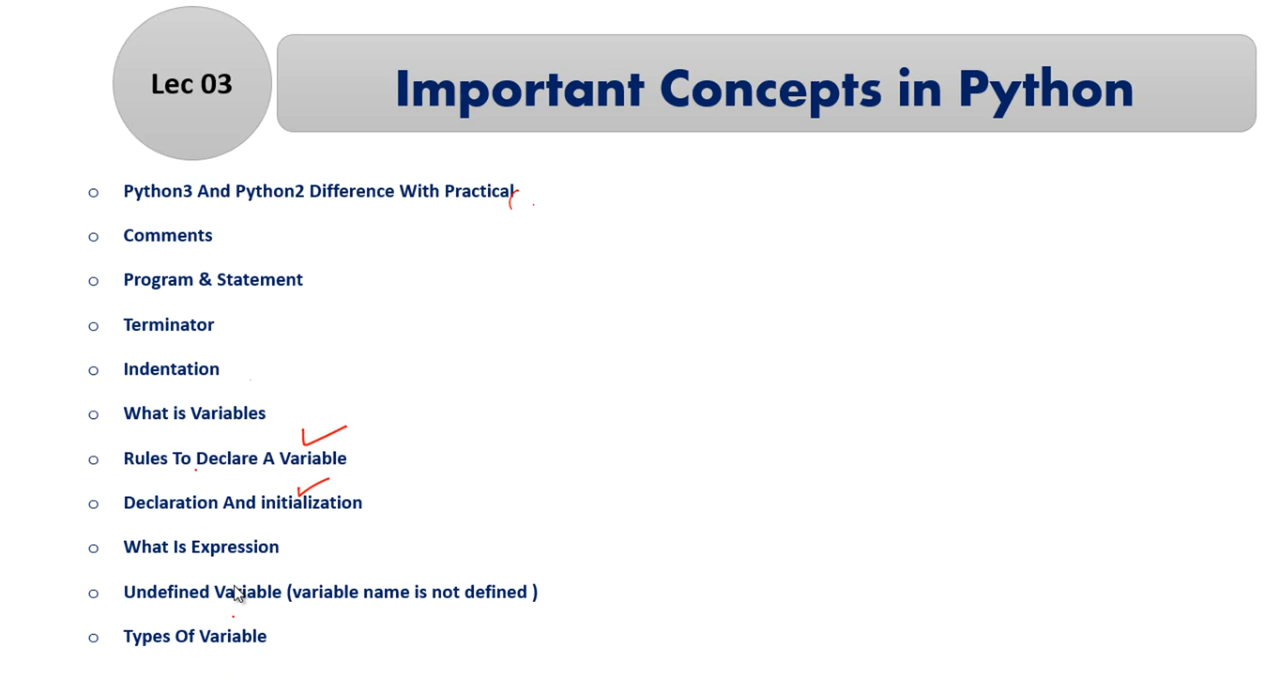 Lec 03
Important Concepts in Python
Python3 And Python2 Difference With Practical
Comments
Program & Statement
Terminator
Indentation
What is Variables
Rules To Declare A Variable
Declaration And initialization
What Is Expression
Undefined Variable (variable name is not defined )
Types Of Variable